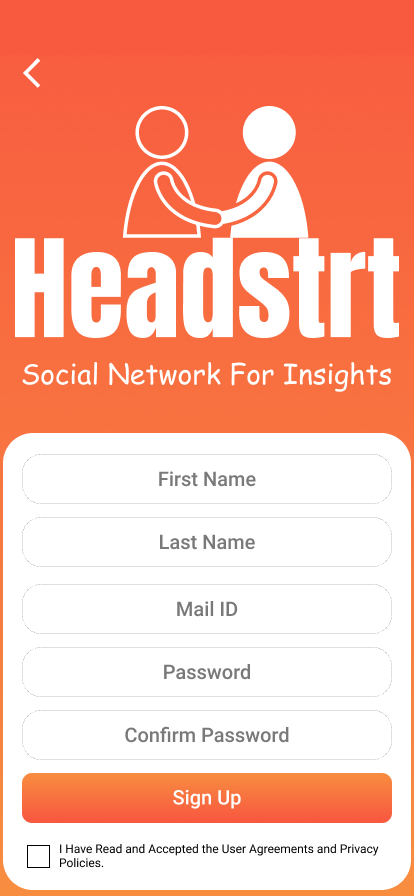 Headstrt
Social Network For Insights
First Name
Last Name
Mail ID
Password
Confirm Password
Sign Up
I Have Read and Accepted the User Agreements and Privacy
Policies.